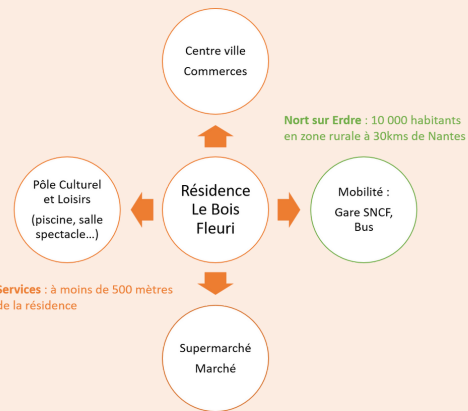 Centre ville
Commerces
Nort sur Erdre : 10 000 habitants
en zone rurale à 30kms de Nantes
Pôle Culturel
et Loisirs
(piscine, salle
spectacle…)
Résidence
Le Bois
Fleuri
Mobilité :
Gare SNCF,
Bus
Services : à moins de 500 mètres
de la résidence
Supermarché
Marché